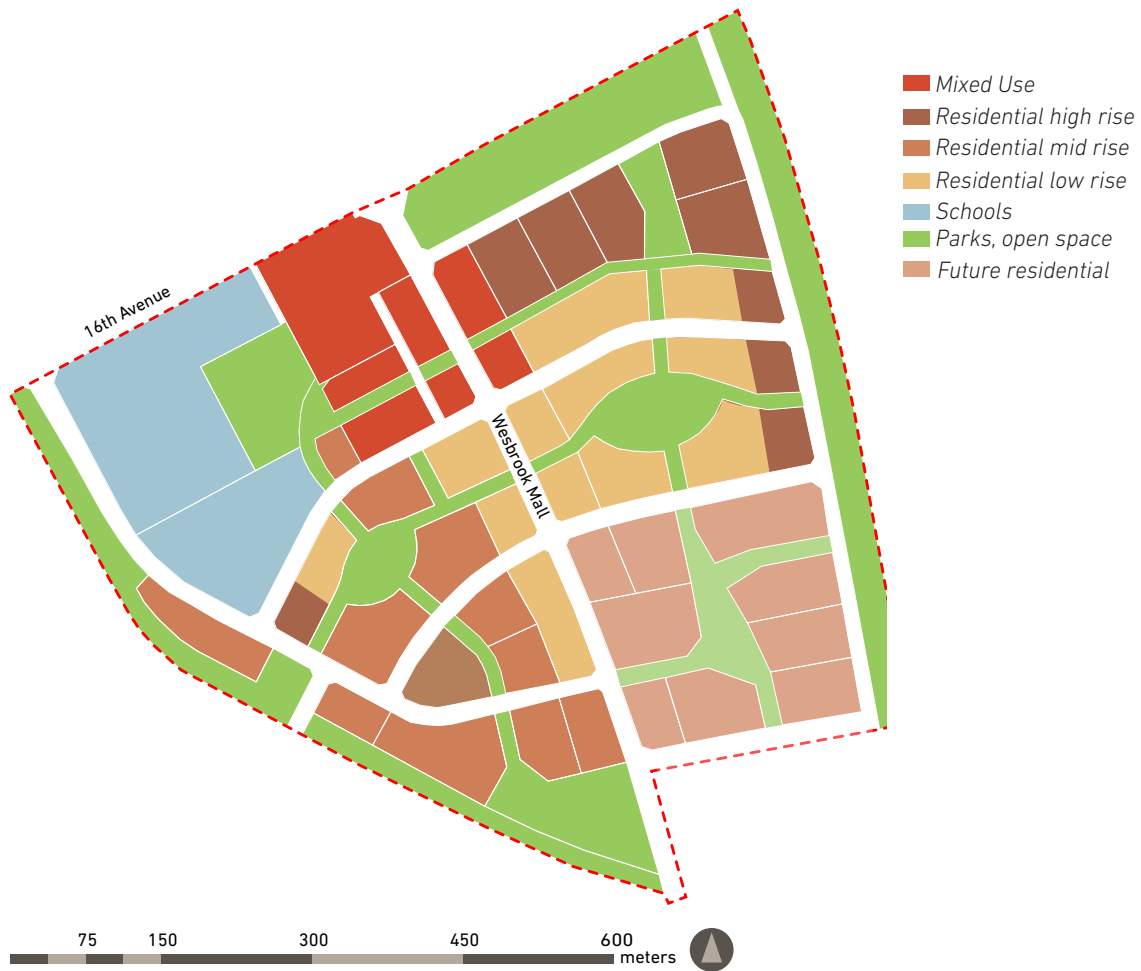 Mixed Use
Residential high rise
Residential mid rise
Residential low rise
Schools
Parks, open space
Future residential
16th Avenue
Wesbrook Mall
75 150 300 450 600
meters